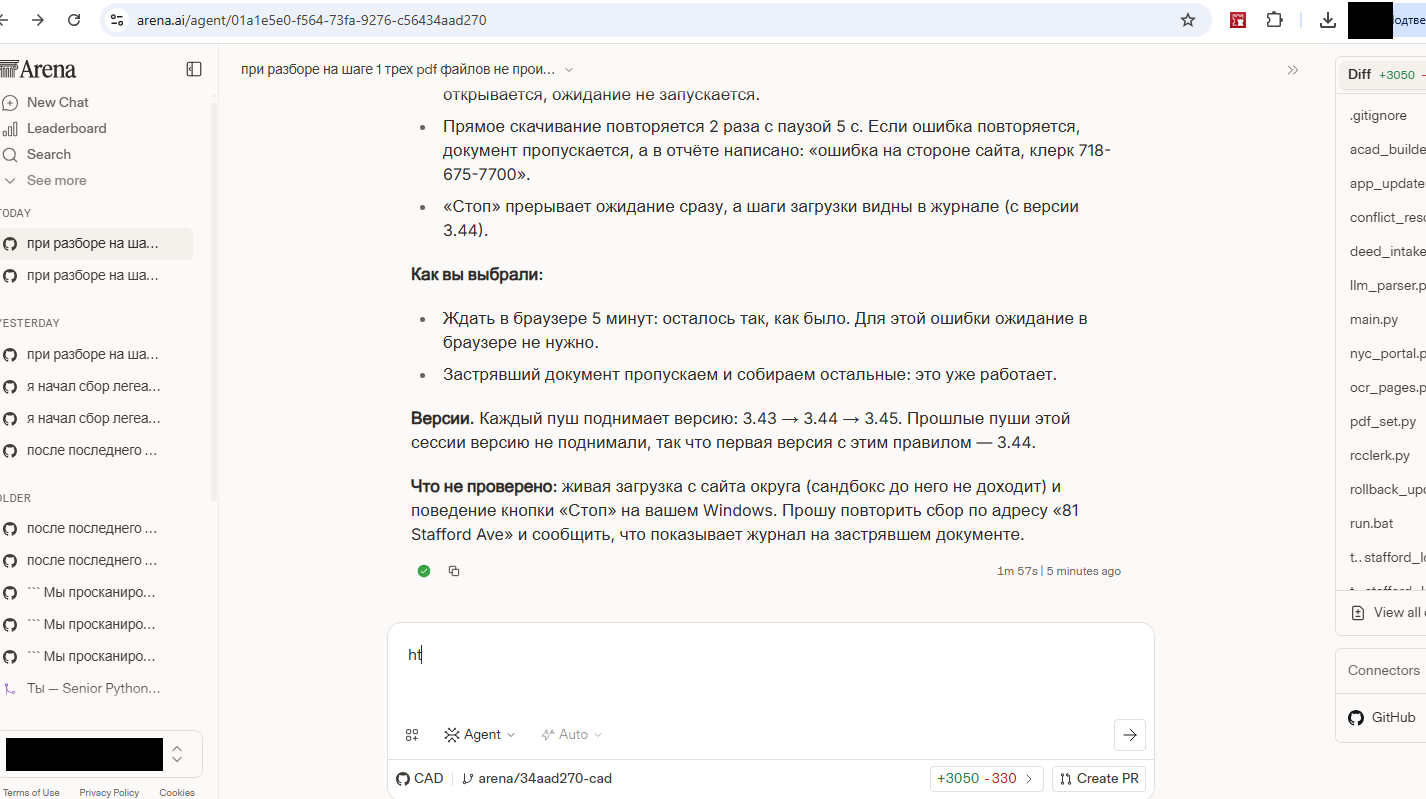 arena.ai/agent/01a1e5e0-f564-73fa-9276-c56434aad270
Arena
New Chat
Leaderboard
Search
See more
TODAY
при разборе на ша...
при разборе на ша...
YESTERDAY
при разборе на ша...
я начал сбор легеа...
я начал сбор легеа...
после последнего ...
OLDER
после последнего ...
после последнего ...
``` Мы просканиро...
``` Мы просканиро...
``` Мы просканиро...
Ты — Senior Python...
Terms of Use Privacy Policy Cookies
при разборе на шаге 1 трех pdf файлов не прои...
открывается, ожидание не запускается.
Прямое скачивание повторяется 2 раза с паузой 5 с. Если ошибка повторяется,
документ пропускается, а в отчёте написано: «ошибка на стороне сайта, клерк 718-
675-7700».
«Стоп» прерывает ожидание сразу, а шаги загрузки видны в журнале (с версии
3.44).
Как вы выбрали:
Ждать в браузере 5 минут: осталось так, как было. Для этой ошибки ожидание в
браузере не нужно.
Застрявший документ пропускаем и собираем остальные: это уже работает.
Версии. Каждый пуш поднимает версию: 3.43 → 3.44 → 3.45. Прошлые пуши этой
сессии версию не поднимали, так что первая версия с этим правилом — 3.44.
Что не проверено: живая загрузка с сайта округа (сандбокс до него не доходит) и
поведение кнопки «Стоп» на вашем Windows. Прошу повторить сбор по адресу «81
Stafford Ave» и сообщить, что показывает журнал на застрявшем документе.
1m 57s | 5 minutes ago
ht
Agent
Auto
CAD arena/34aad270-cad +3050 -330 Create PR
Diff +3050 -
.gitignore
acad_builde
app_update
conflict_reso
deed_intake
llm_parser.p
main.py
nyc_portal.p
ocr_pages.p
pdf_set.py
rcclerk.py
rollback_upd
run.bat
t.. stafford_lo
View all
Connectors
GitHub